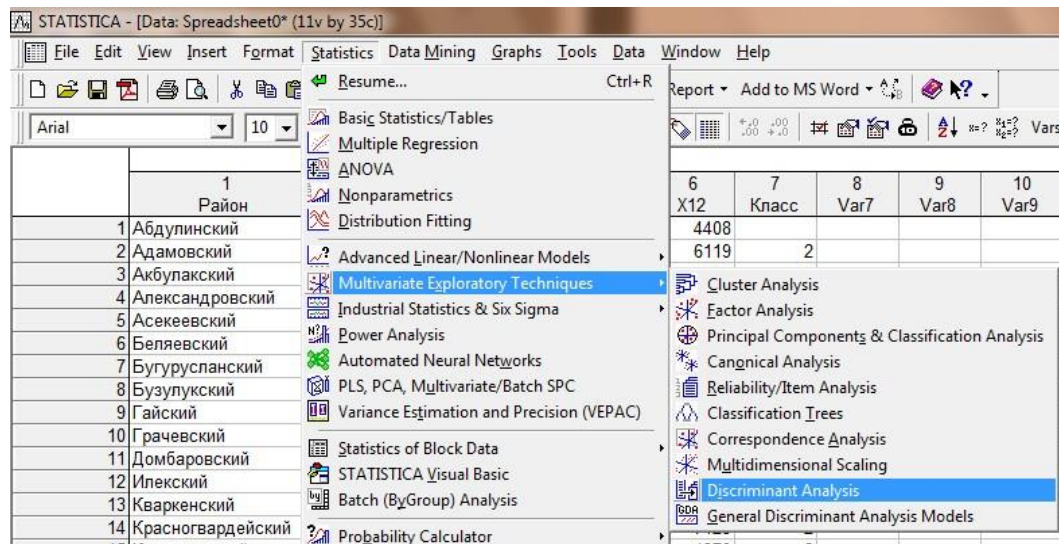 STATISTICA - [Data: Spreadsheet0* (11v by 35c)]
File Edit View Insert Format Statistics Data Mining Graphs Tools Data Window Help
Resume... Ctrl+R
Report Add to MS Word
Arial 10 Vars
Basic Statistics/Tables
Multiple Regression
ANOVA
Nonparametrics
Distribution Fitting
Advanced Linear/Nonlinear Models
Multivariate Exploratory Techniques
Industrial Statistics & Six Sigma
Power Analysis
Automated Neural Networks
PLS, PCA, Multivariate/Batch SPC
Variance Estimation and Precision (VEPAC)
Statistics of Block Data
STATISTICA Visual Basic
Batch (ByGroup) Analysis
Probability Calculator
Cluster Analysis
Factor Analysis
Principal Components & Classification Analysis
Canonical Analysis
Reliability/Item Analysis
Classification Trees
Correspondence Analysis
Multidimensional Scaling
Discriminant Analysis
General Discriminant Analysis Models
1 6 7 8 9 10
Район X12 Класс Var7 Var8 Var9
1 Абдулинский 4408
2 Адамовский 6119 2
3 Акбулакский
4 Александровский
5 Асекеевский
6 Беляевский
7 Бугурусланский
8 Бузулукский
9 Гайский
10 Грачевский
11 Домбаровский
12 Илекский
13 Кваркенский
14 Красногвардейский